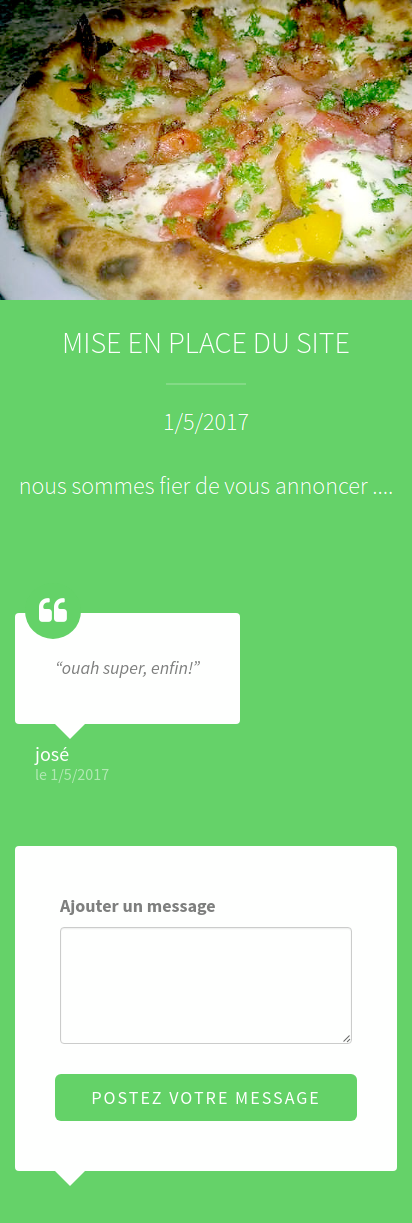 MISE EN PLACE DU SITE
1/5/2017
nous sommes fier de vous annoncer ....
“ouah super, enfin!”
josé
le 1/5/2017
Ajouter un message
POSTEZ VOTRE MESSAGE